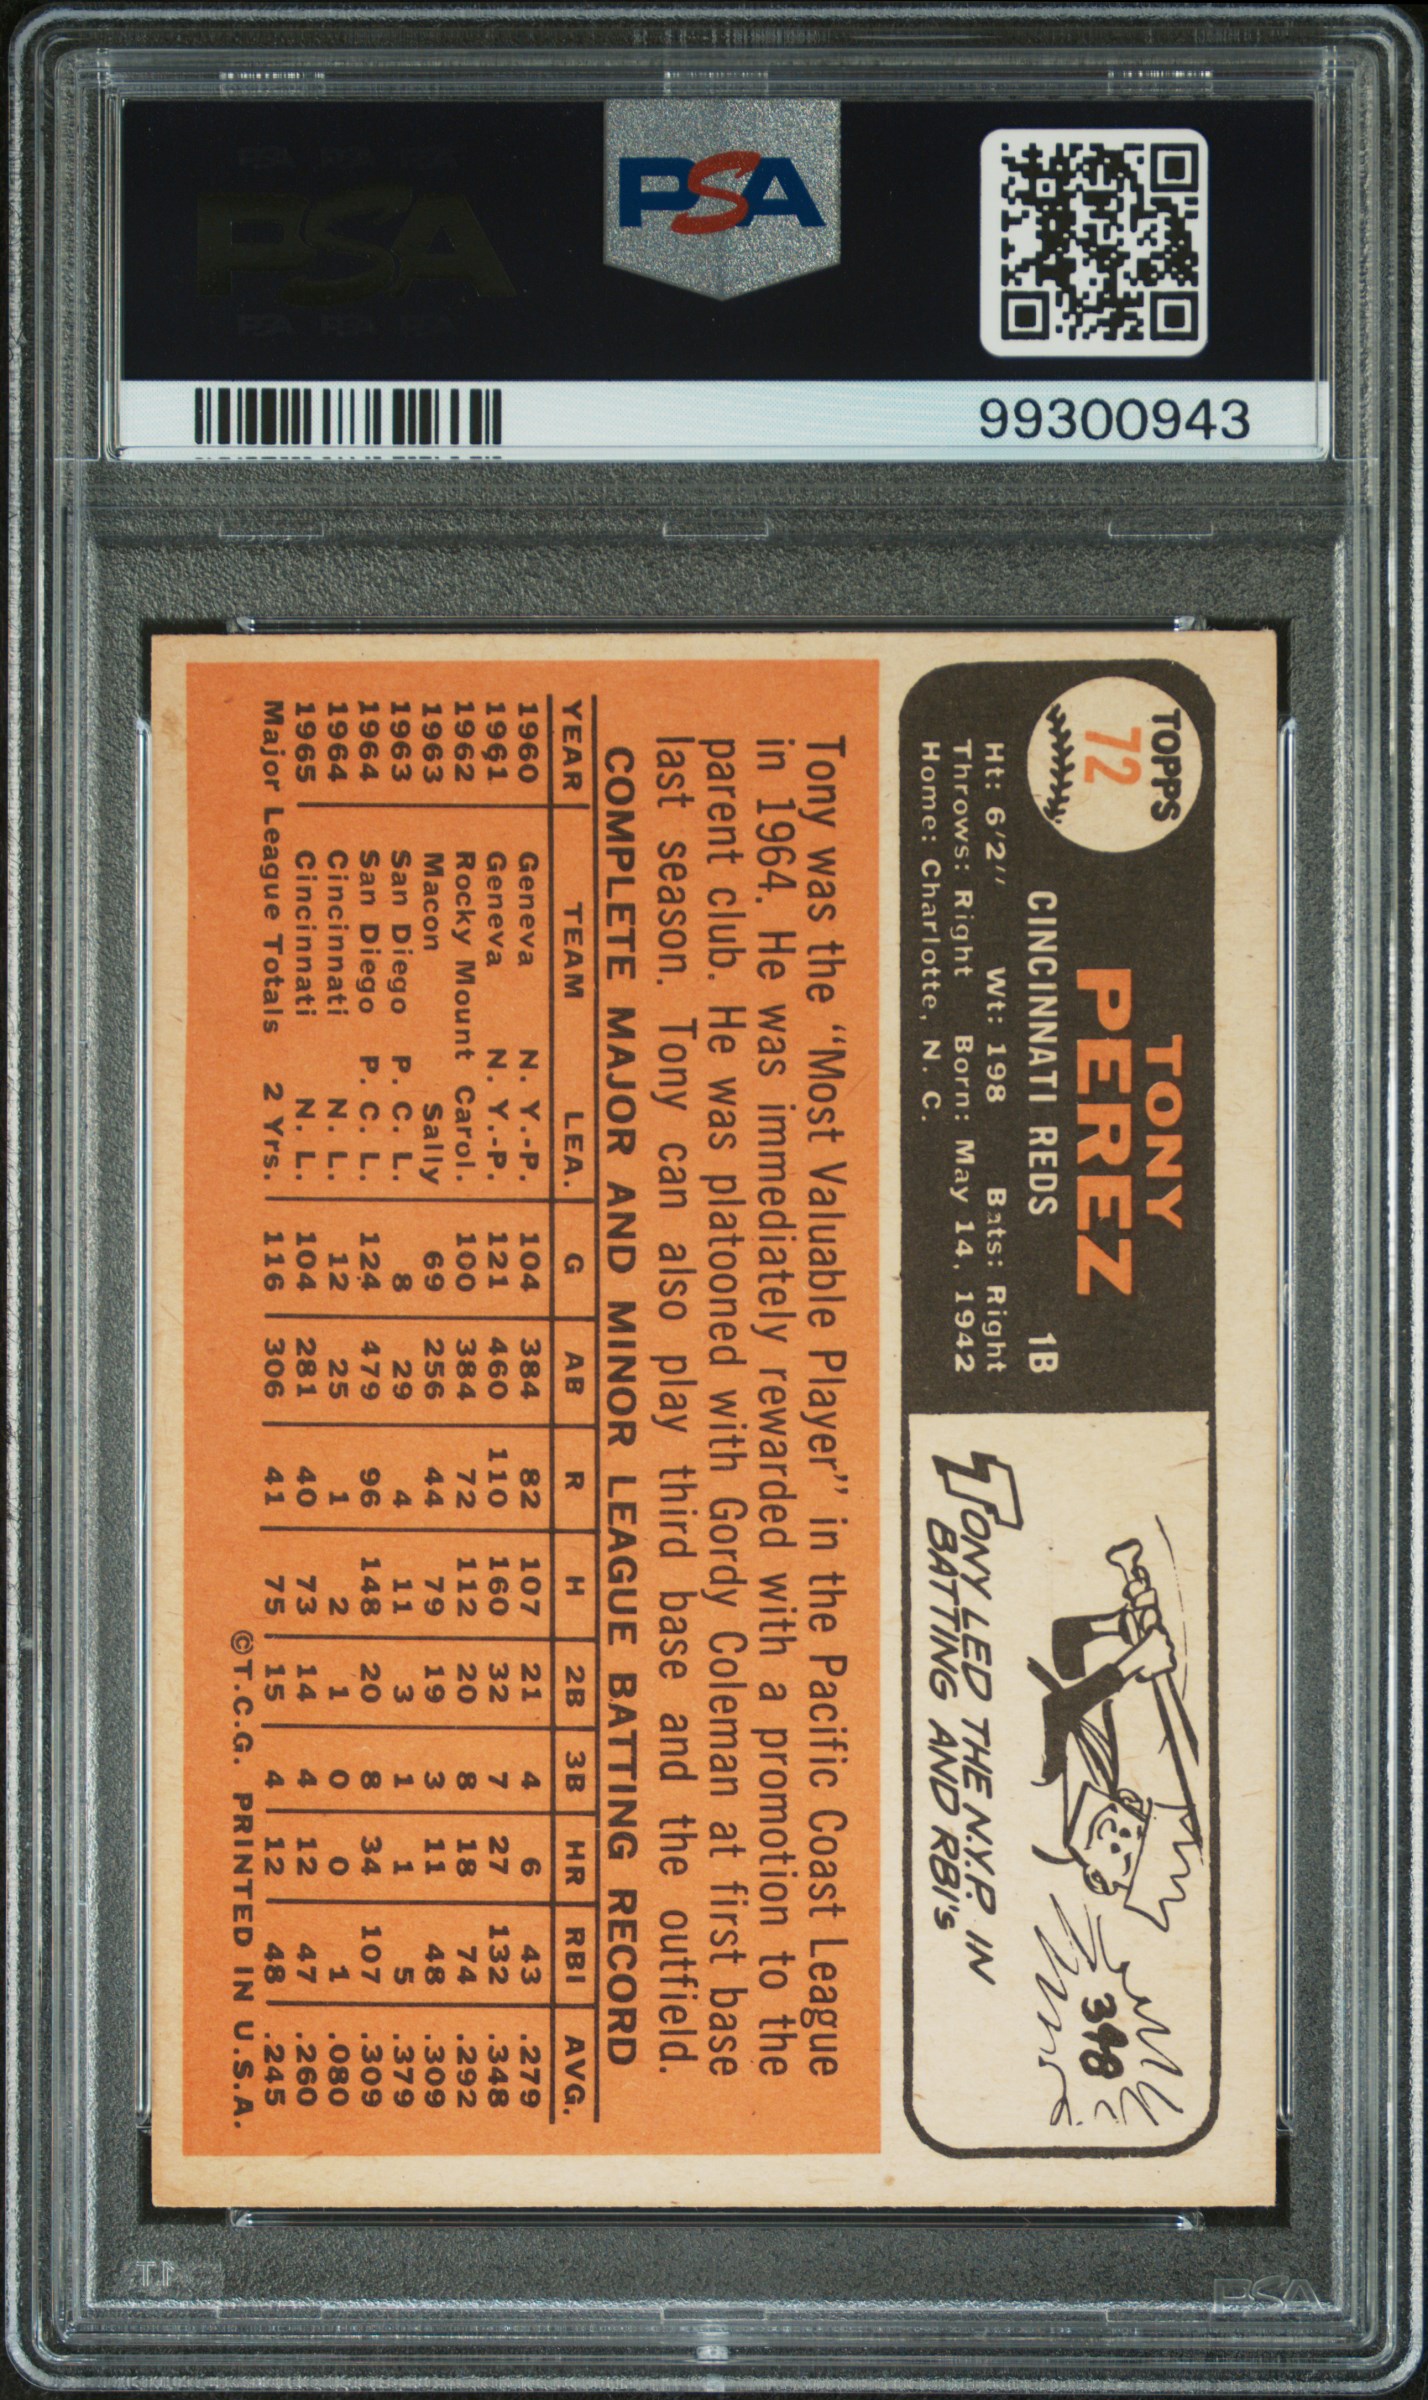 PSA
PSA
99300943
TOPPS
72
TONY
PEREZ
CINCINNATI REDS 1B
Ht: 6'2" Wt: 198 Bats: Right
Throws: Right Born: May 14, 1942
Home: Charlotte, N. C.
TONY LED THE N.Y.P. IN
BATTING AND RBI's
398
Tony was the "Most Valuable Player" in the Pacific Coast League
in 1964. He was immediately rewarded with a promotion to the
parent club. He was platooned with Gordy Coleman at first base
last season. Tony can also play third base and the outfield.
COMPLETE MAJOR AND MINOR LEAGUE BATTING RECORD
YEAR TEAM LEA. G AB R H 2B 3B HR RBI AVG.
1960 Geneva N. Y.-P. 104 384 82 107 21 4 6 43 .279
1961 Geneva N. Y.-P. 121 460 110 160 32 7 27 132 .348
1962 Rocky Mount Carol. 100 384 72 112 20 8 18 74 .292
1963 Macon Sally 69 256 44 79 19 3 11 48 .309
1963 San Diego P. C. L. 8 29 4 11 3 1 1 5 .379
1964 San Diego P. C. L. 124 479 96 148 20 8 34 107 .309
1964 Cincinnati N. L. 12 25 1 2 1 0 0 1 .080
1965 Cincinnati N. L. 104 281 40 73 14 4 12 47 .260
Major League Totals 2 Yrs. 116 306 41 75 15 4 12 48 .245
©T.C.G. PRINTED IN U.S.A.
PSA